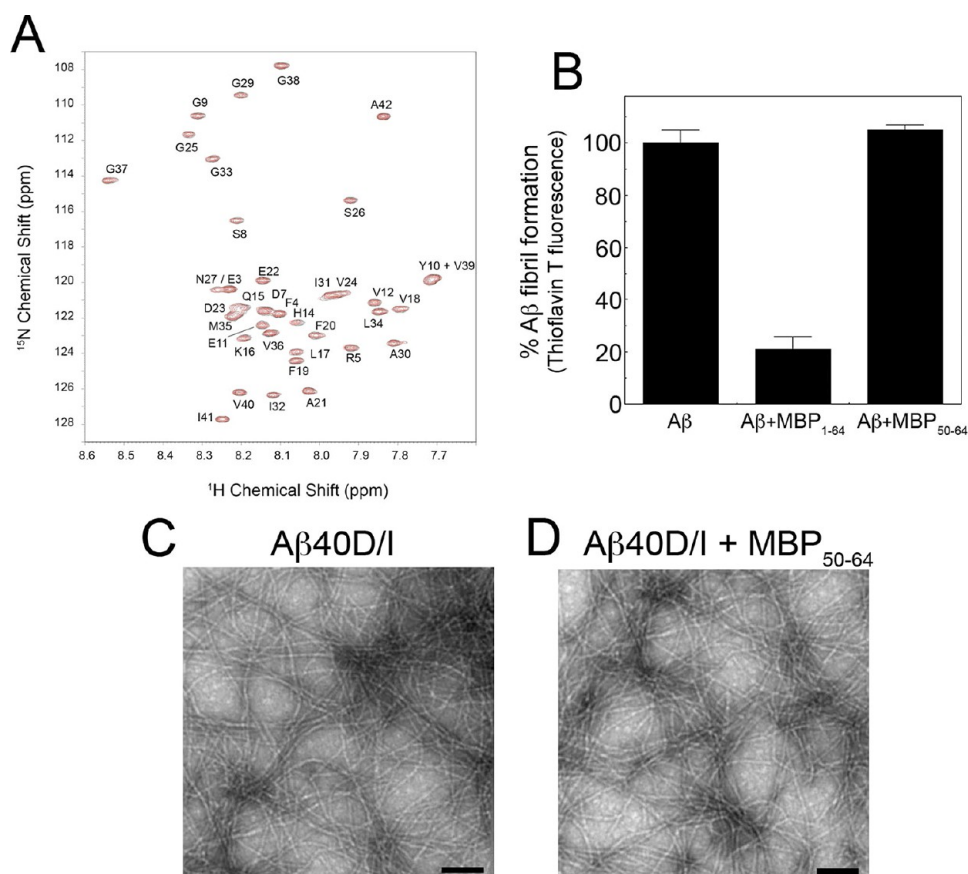 A
108
110
112
114
116
118
120
122
124
126
128
15N Chemical Shift (ppm)
G38
G29
G9
A42
G25
G33
G37
S26
S8
E22
Y10 + V39
N27 / E3
I31 V24
Q15 D7
V12
V18
D23
F4
H14
L34
M35
F20
E11
V36
K16
L17
R5
A30
F19
V40
I32
A21
I41
8.6 8.5 8.4 8.3 8.2 8.1 8.0 7.9 7.8 7.7
1H Chemical Shift (ppm)
B
% Aβ fibril formation
(Thioflavin T fluorescence)
100
80
60
40
20
0
Aβ Aβ+MBP1-64 Aβ+MBP50-64
C Aβ40D/I
D Aβ40D/I + MBP50-64